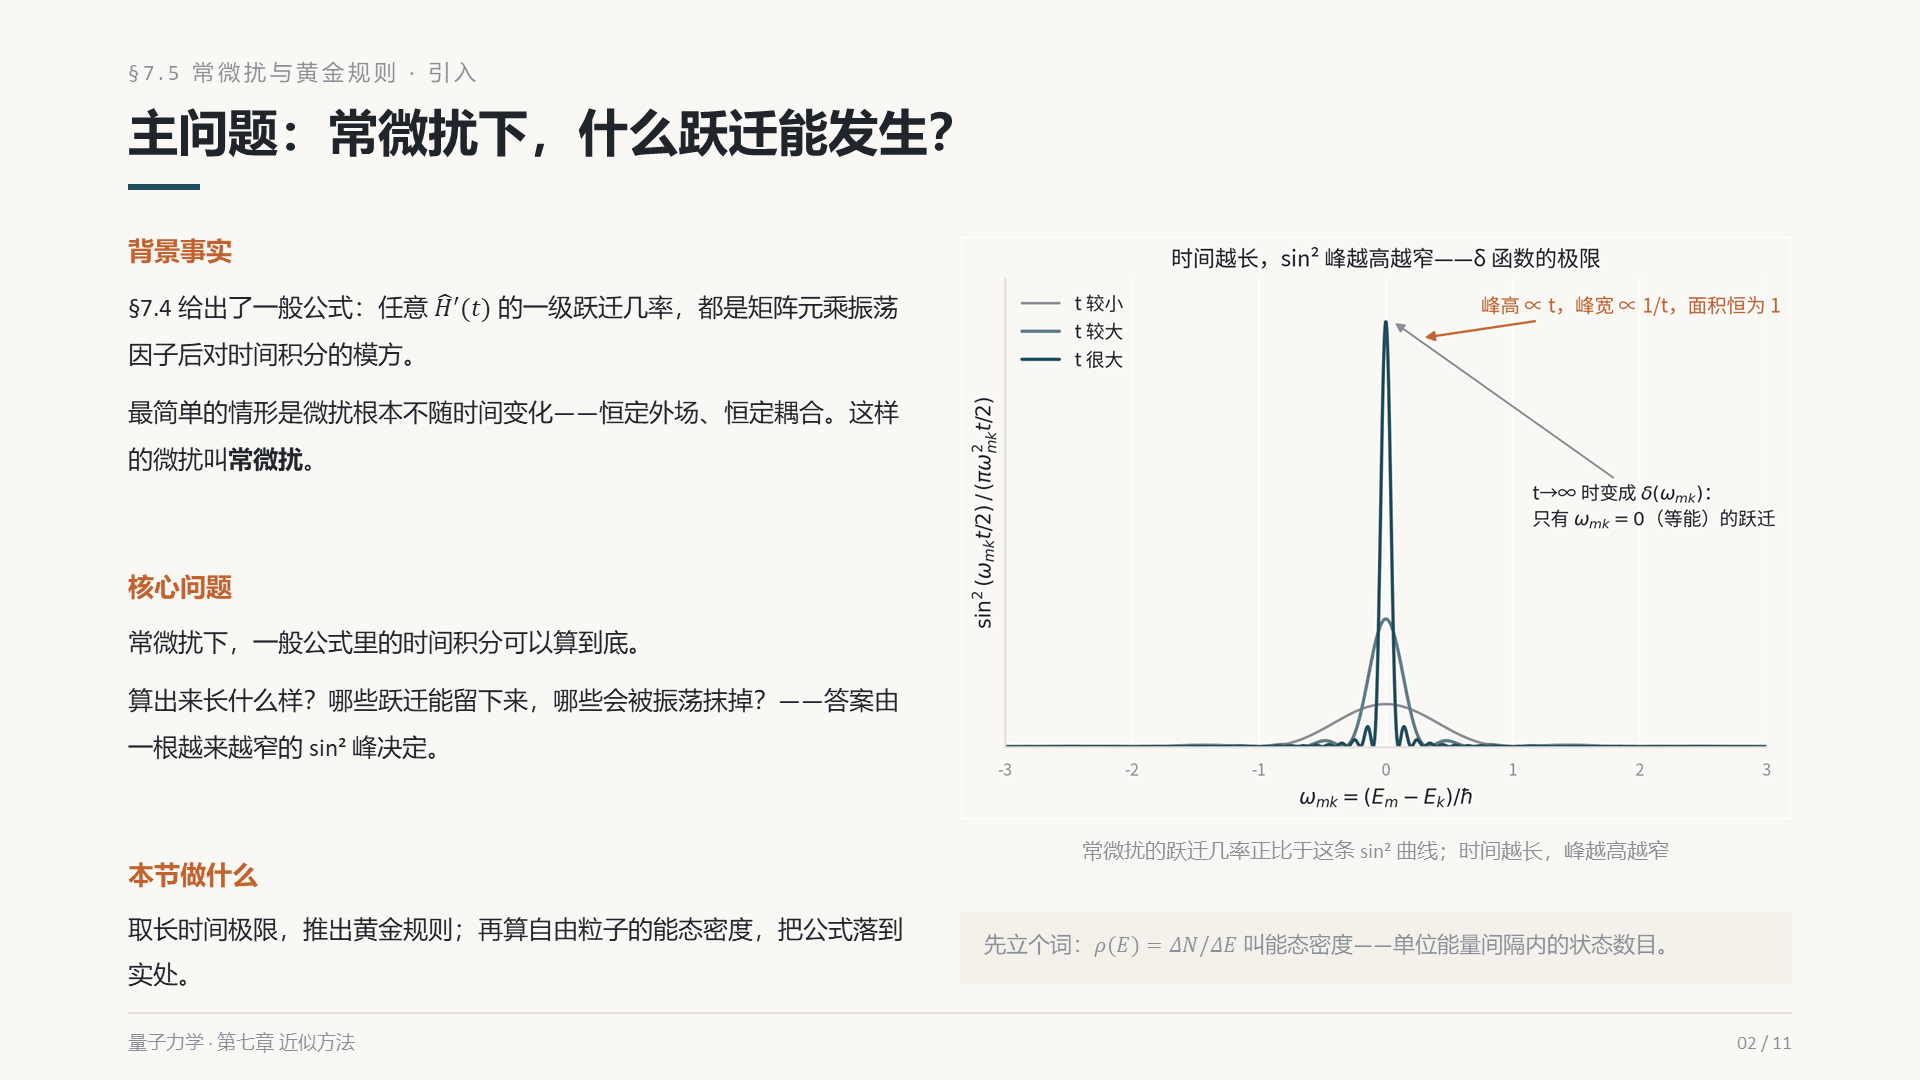 §7.5 常微扰与黄金规则 · 引入
主问题：常微扰下，什么跃迁能发生？
背景事实
§7.4 给出了一般公式：任意 Ĥ′(t) 的一级跃迁几率，都是矩阵元乘振荡
因子后对时间积分的模方。
最简单的情形是微扰根本不随时间变化——恒定外场、恒定耦合。这样
的微扰叫常微扰。
核心问题
常微扰下，一般公式里的时间积分可以算到底。
算出来长什么样？哪些跃迁能留下来，哪些会被振荡抹掉？——答案由
一根越来越窄的 sin² 峰决定。
本节做什么
取长时间极限，推出黄金规则；再算自由粒子的能态密度，把公式落到
实处。
时间越长，sin² 峰越高越窄——δ 函数的极限
t 较小
t 较大
t 很大
峰高 ∝ t，峰宽 ∝ 1/t，面积恒为 1
t→∞ 时变成 δ(ω_mk)：
只有 ω_mk = 0（等能）的跃迁
sin² (ω_mk t/2) / (πω²_mk t/2)
-3 -2 -1 0 1 2 3
ω_mk = (E_m − E_k)/ħ
常微扰的跃迁几率正比于这条 sin² 曲线；时间越长，峰越高越窄
先立个词：ρ(E) = ΔN/ΔE 叫能态密度——单位能量间隔内的状态数目。
量子力学 · 第七章 近似方法
02 / 11